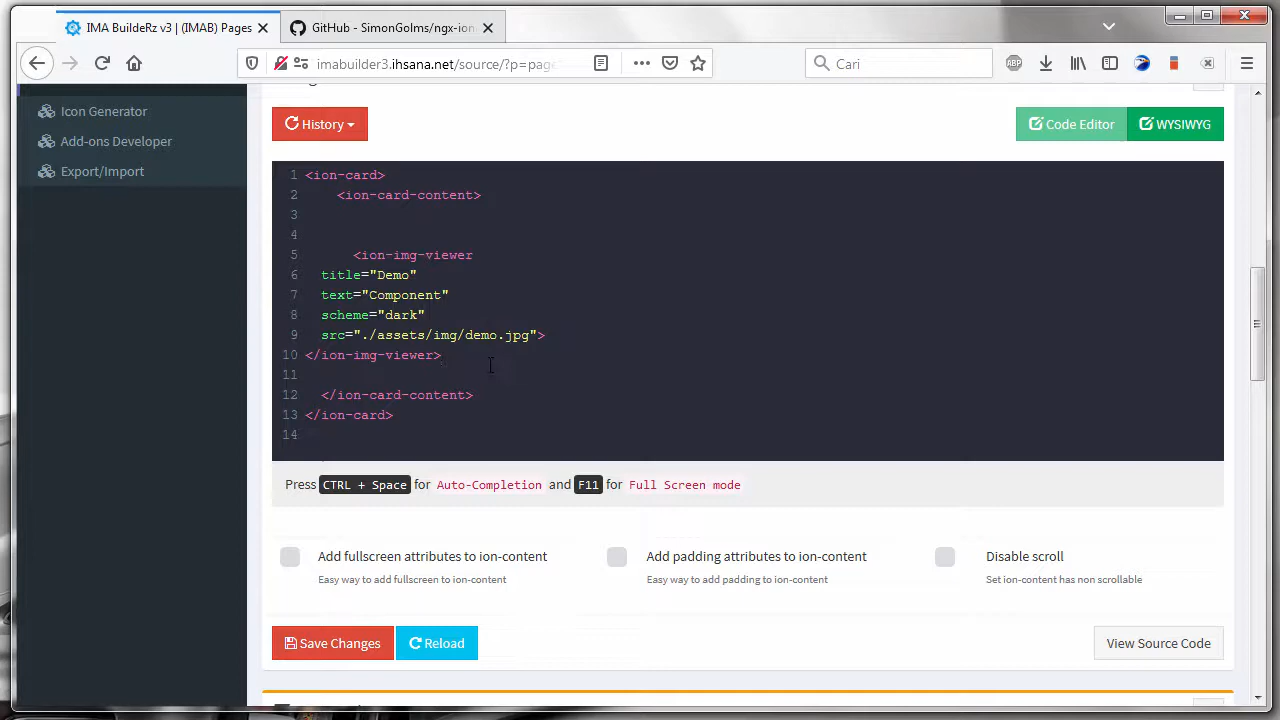 IMA BuildeRz v3 | (IMAB) Pages
GitHub - SimonGolms/ngx-ion
imabuilder3.ihsana.net/source/?p=page
Cari
ABP
Icon Generator
Add-ons Developer
Export/Import
History
Code Editor
WYSIWYG
1 <ion-card>
2 <ion-card-content>
3
4
5 <ion-img-viewer
6 title="Demo"
7 text="Component"
8 scheme="dark"
9 src="./assets/img/demo.jpg">
10 </ion-img-viewer>
11
12 </ion-card-content>
13 </ion-card>
14
Press CTRL + Space for Auto-Completion and F11 for Full Screen mode
Add fullscreen attributes to ion-content
Easy way to add fullscreen to ion-content
Add padding attributes to ion-content
Easy way to add padding to ion-content
Disable scroll
Set ion-content has non scrollable
Save Changes
Reload
View Source Code